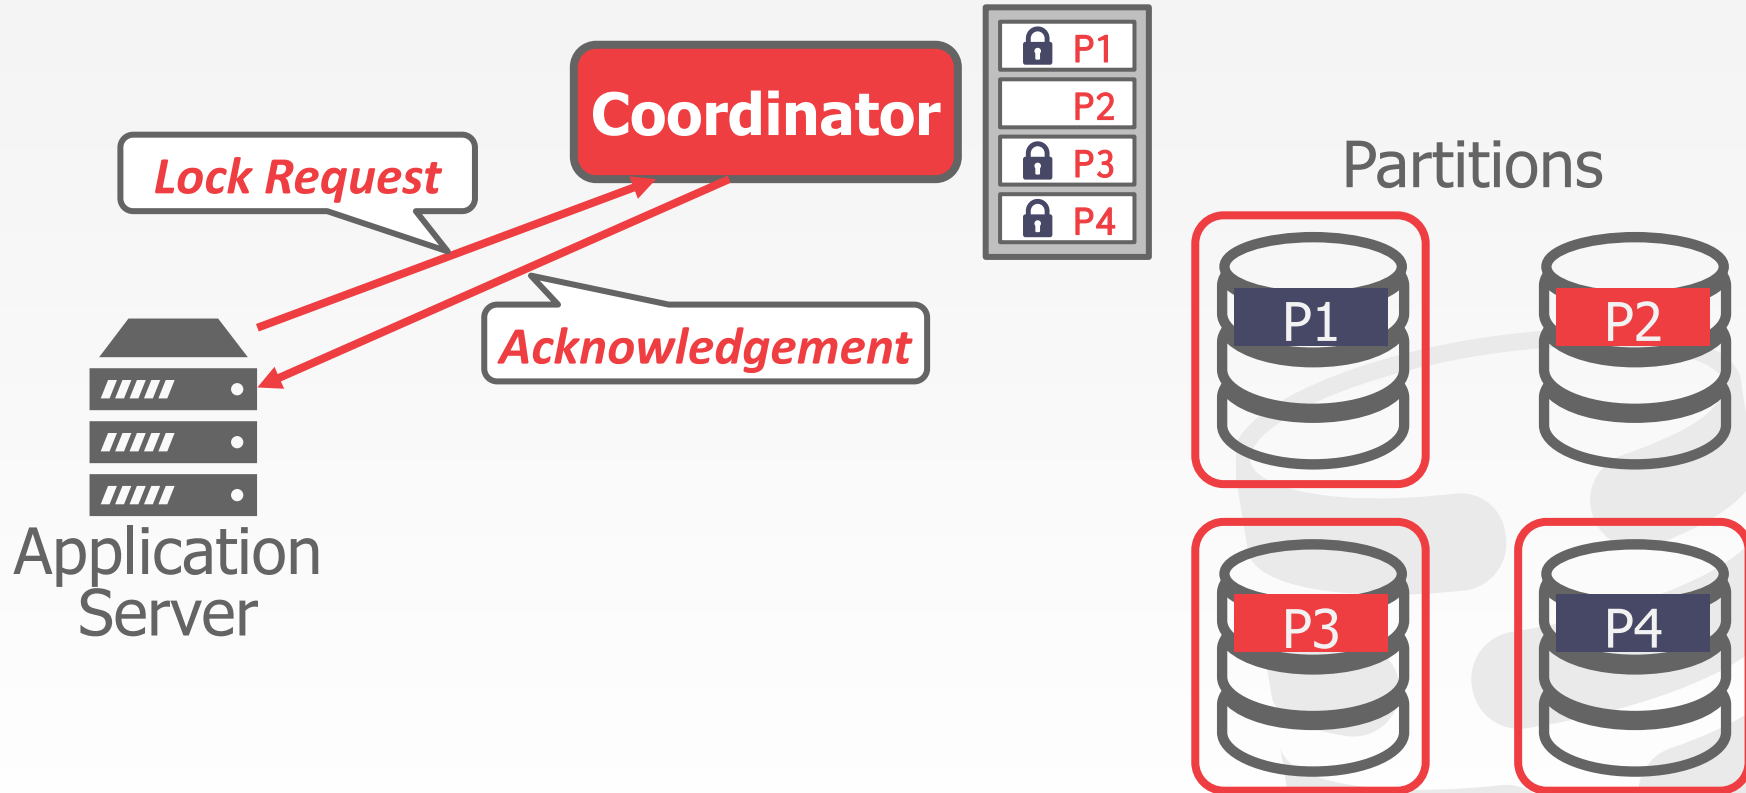 Coordinator
P1
P2
P3
P4
Lock Request
Acknowledgement
Application
Server
Partitions
P1
P2
P3
P4